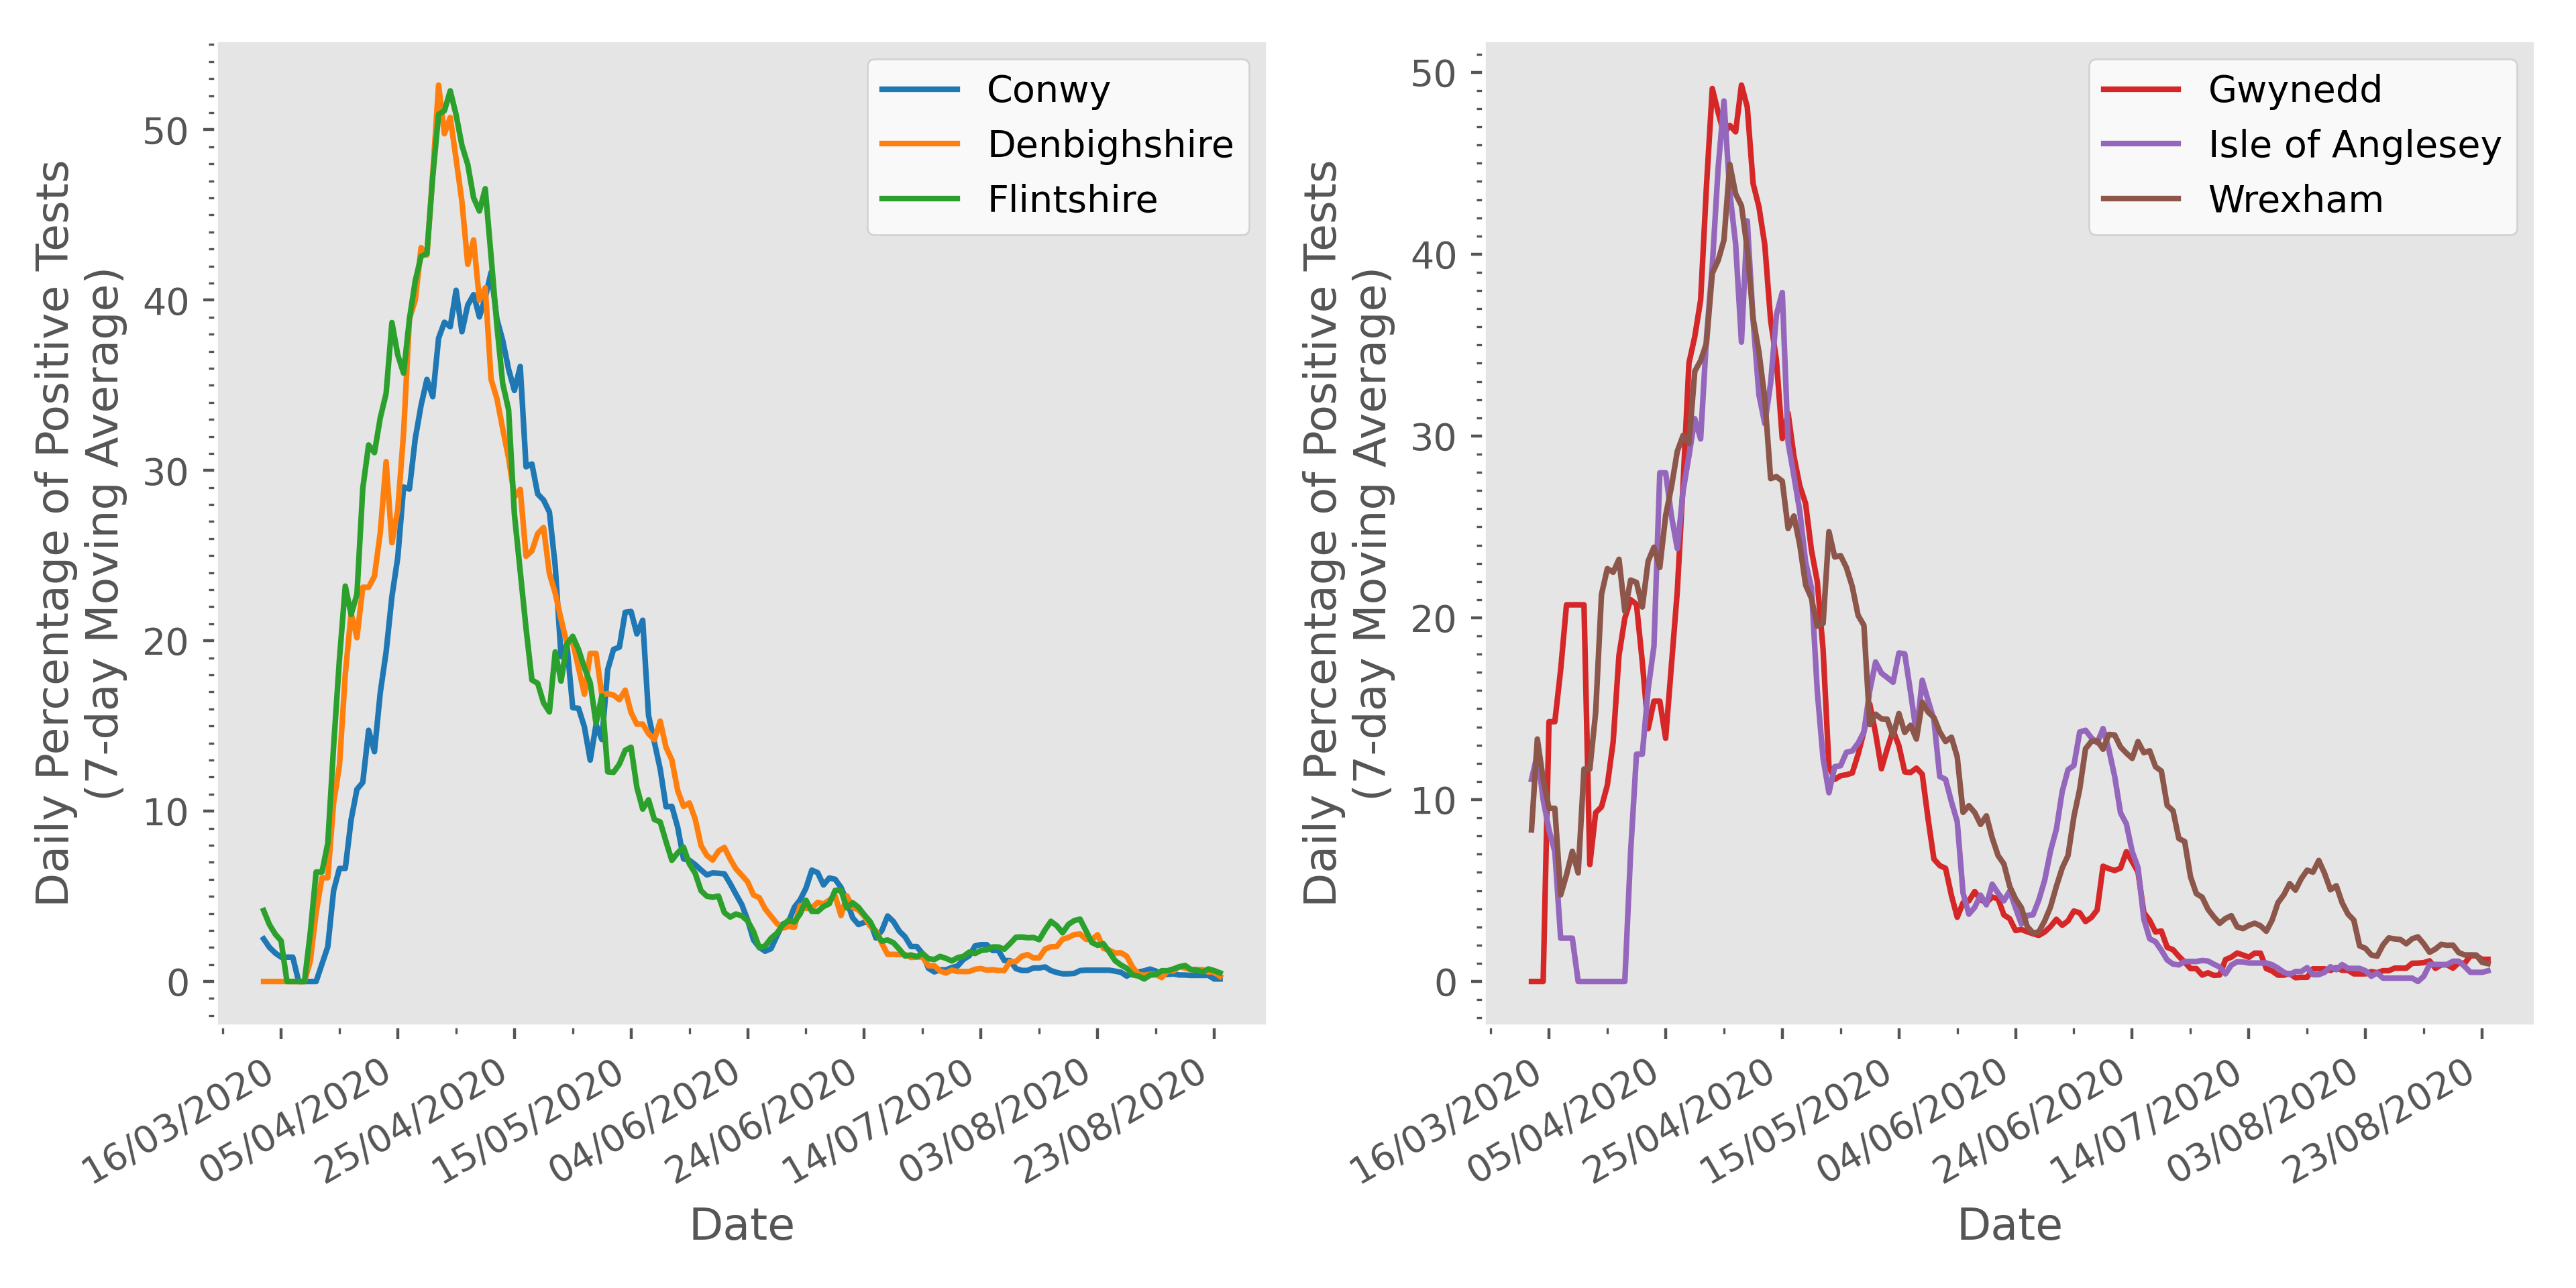 Daily Percentage of Positive Tests
(7-day Moving Average)
50
40
30
20
10
0
Conwy
Denbighshire
Flintshire
16/03/2020
05/04/2020
25/04/2020
15/05/2020
04/06/2020
24/06/2020
14/07/2020
03/08/2020
23/08/2020
Date
Daily Percentage of Positive Tests
(7-day Moving Average)
50
40
30
20
10
0
Gwynedd
Isle of Anglesey
Wrexham
16/03/2020
05/04/2020
25/04/2020
15/05/2020
04/06/2020
24/06/2020
14/07/2020
03/08/2020
23/08/2020
Date